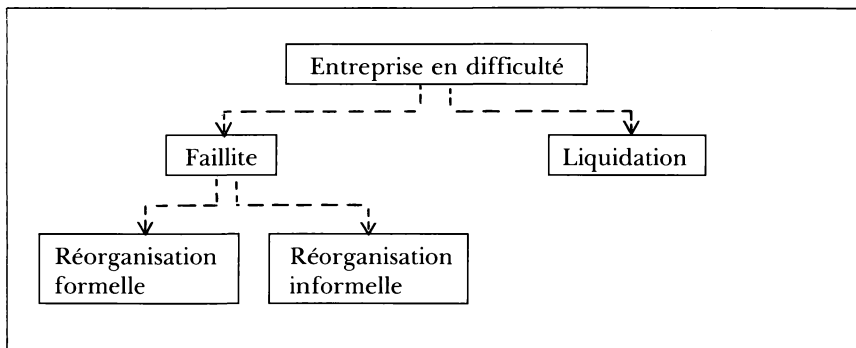 Entreprise en difficulté
Faillite
Liquidation
Réorganisation
formelle
Réorganisation
informelle